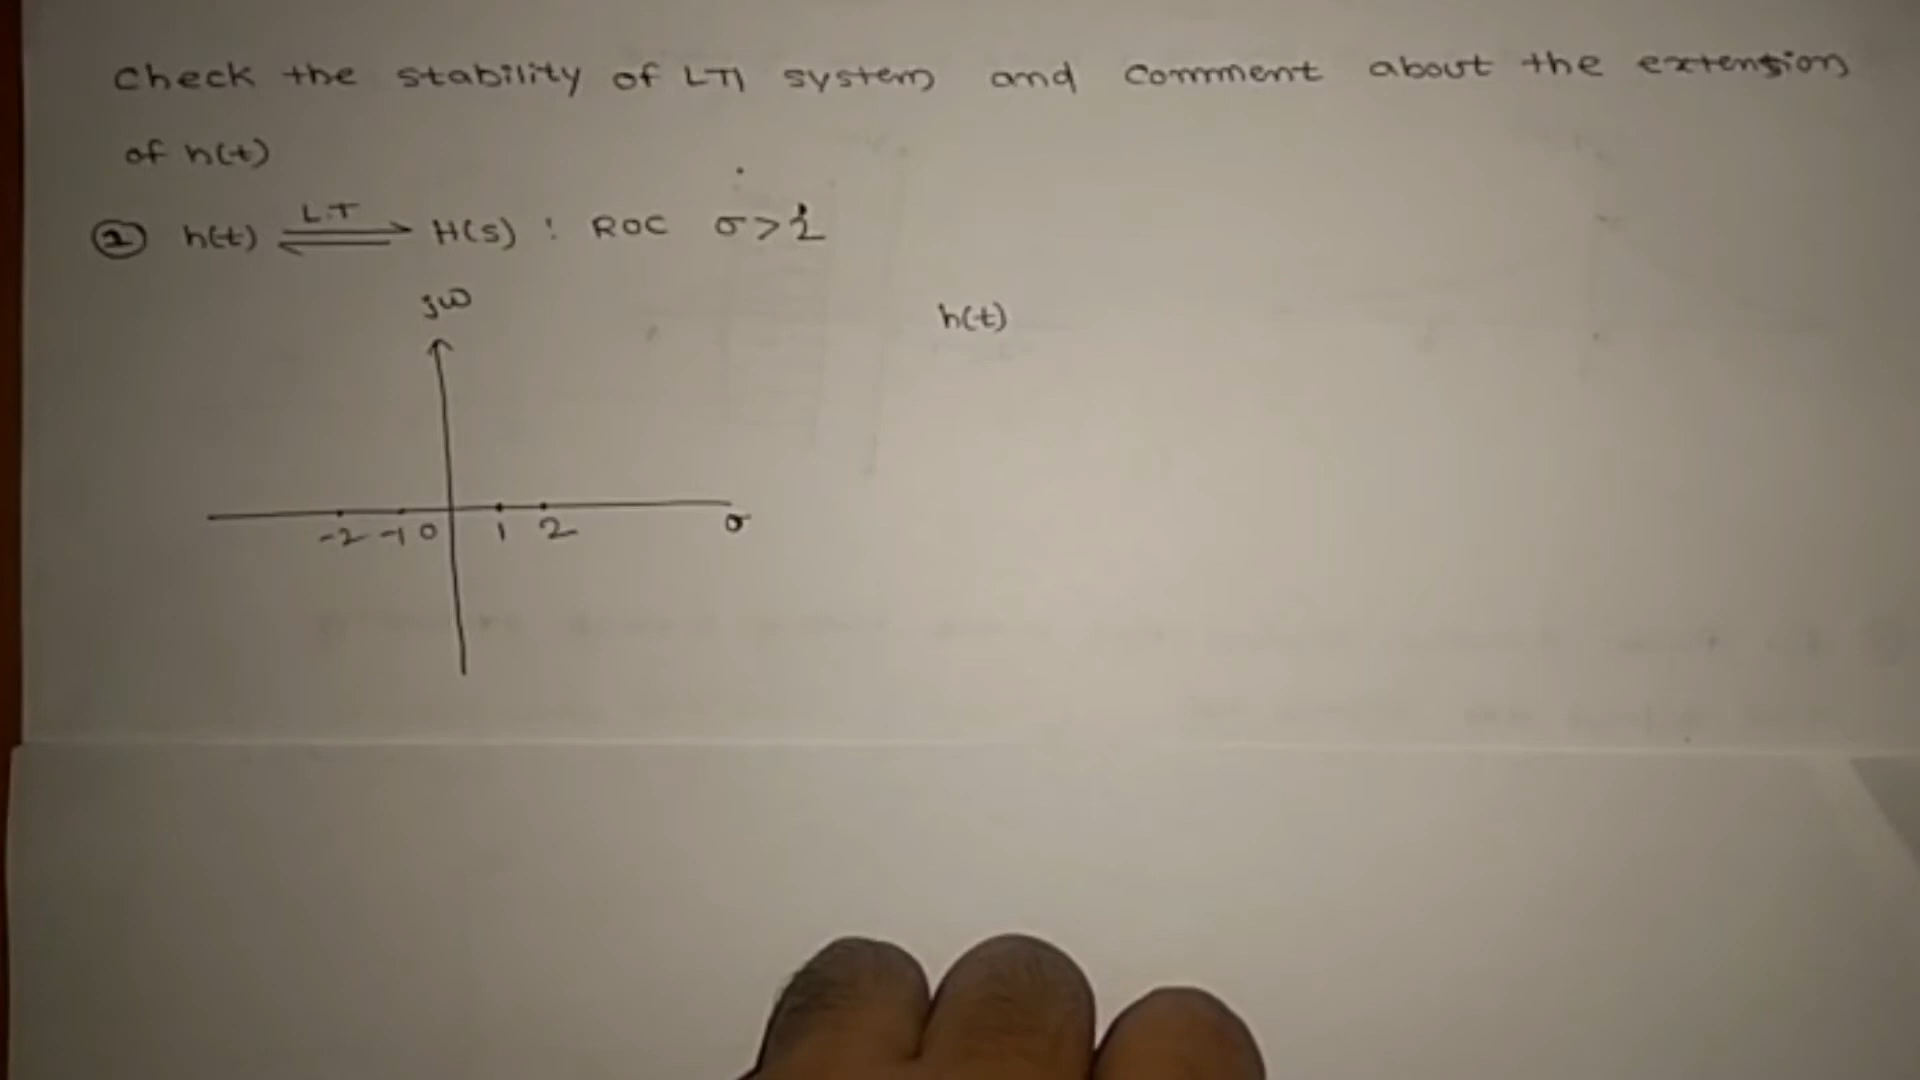 check the stability of LTI system and comment about the extension
of h(t)
② h(t) L.T H(s) : ROC σ>1
jω
h(t)
-2 -1 0 1 2 σ